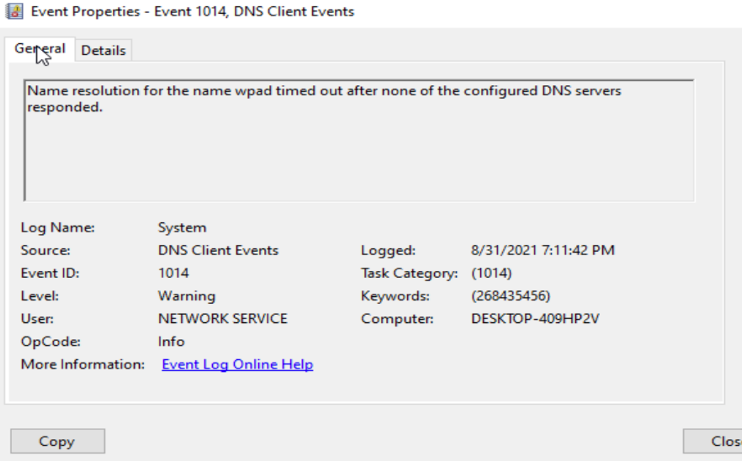 Event Properties - Event 1014, DNS Client Events
General Details
Name resolution for the name wpad timed out after none of the configured DNS servers
responded.
Log Name: System
Source: DNS Client Events Logged: 8/31/2021 7:11:42 PM
Event ID: 1014 Task Category: (1014)
Level: Warning Keywords: (268435456)
User: NETWORK SERVICE Computer: DESKTOP-409HP2V
OpCode: Info
More Information: Event Log Online Help
Copy Clos